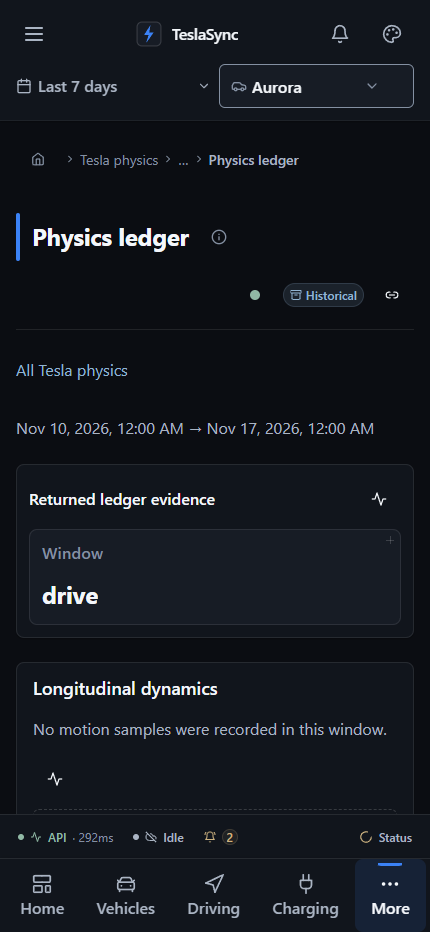 TeslaSync
Last 7 days
Aurora
Tesla physics
...
Physics ledger
Physics ledger
Historical
All Tesla physics
Nov 10, 2026, 12:00 AM → Nov 17, 2026, 12:00 AM
Returned ledger evidence
Window
drive
Longitudinal dynamics
No motion samples were recorded in this window.
API · 292ms
Idle
2
Status
Home
Vehicles
Driving
Charging
More